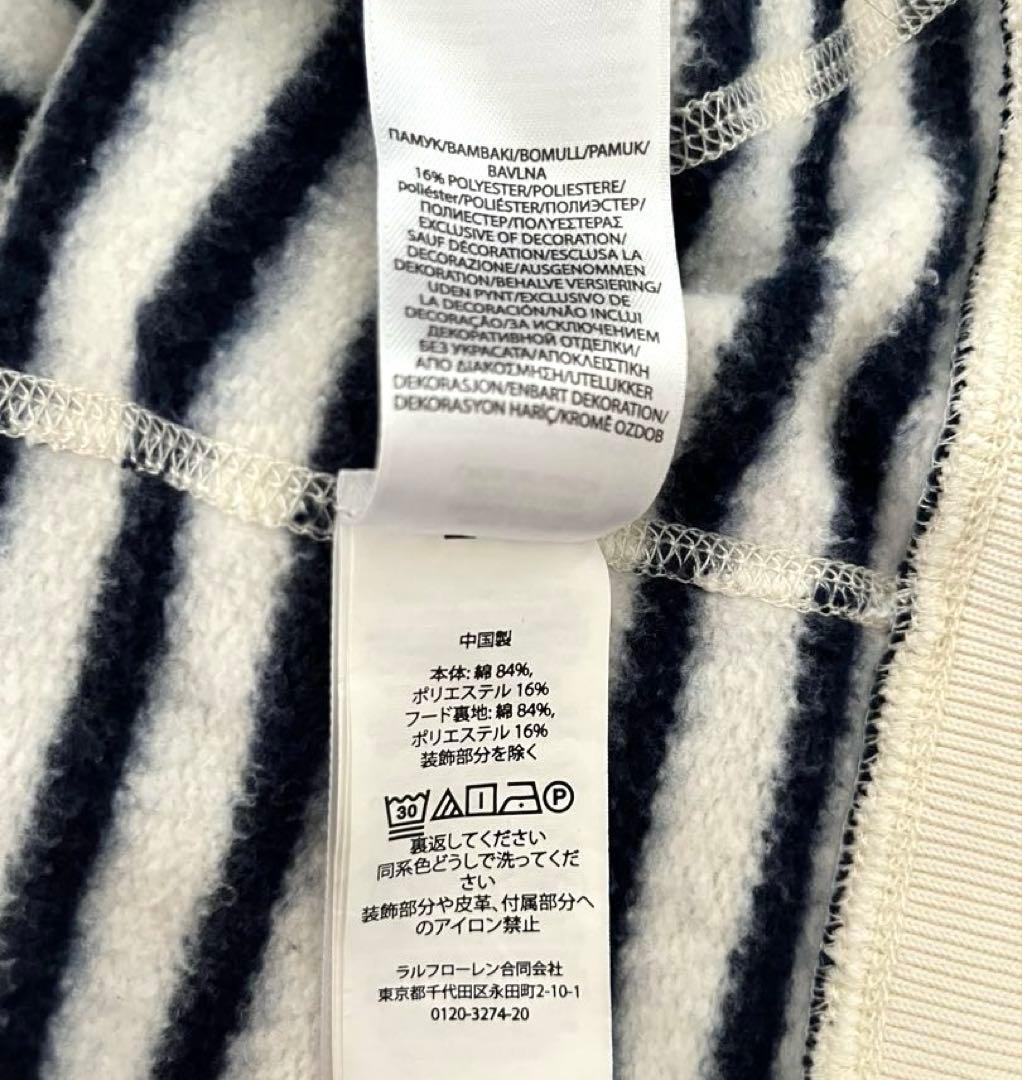 ПАМУК/BAMBAKI/BOMULL/PAMUK/
BAVLNA
16% POLYESTER/POLIESTERE/
poliéster/POLIÉSTER/ПОЛИЭСТЕР/
ПОЛИЕСТЕР/ΠΟΛΥΕΣΤΕΡΑΣ
EXCLUSIVE OF DECORATION/
SAUF DÉCORATION/ESCLUSA LA
DECORAZIONE/AUSGENOMMEN
DEKORATION/BEHALVE VERSIERING/
UDEN PYNT/EXCLUSIVO DE
LA DECORACIÓN/NÃO INCLUI
DECORAÇÃO/ЗА ИСКЛЮЧЕНИЕМ
ДЕКОРАТИВНОЙ ОТДЕЛКИ/
БЕЗ УКРАСАТА/ΑΠΟΚΛΕΙΣΤΙΚΗ
ΑΠΟ ΔΙΑΚΟΣΜΗΣΗ/UTELUKKER
DEKORASJON/ENBART DEKORATION/
DEKORASYON HARİÇ/KROMĚ OZDOB
中国製
本体: 綿 84%,
ポリエステル 16%
フード裏地: 綿 84%,
ポリエステル 16%
装飾部分を除く
30 P
裏返してください
同系色どうしで洗ってくだ
さい
装飾部分や皮革、付属部分へ
のアイロン禁止
ラルフローレン合同会社
東京都千代田区永田町2-10-1
0120-3274-20